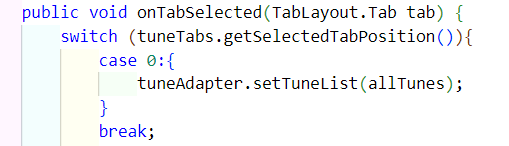 public void onTabSelected(TabLayout.Tab tab) {
switch (tuneTabs.getSelectedTabPosition()){
case 0:{
tuneAdapter.setTuneList(allTunes);
}
break;